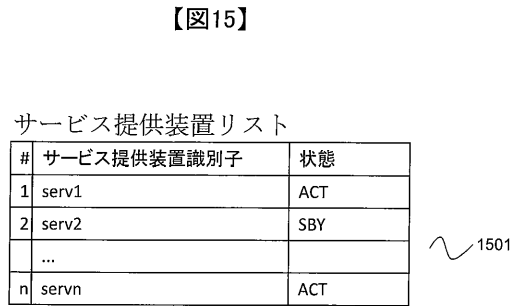 【図15】
サービス提供装置リスト
# サービス提供装置識別子 状態
1 serv1 ACT
2 serv2 SBY
...
1501
n servn ACT